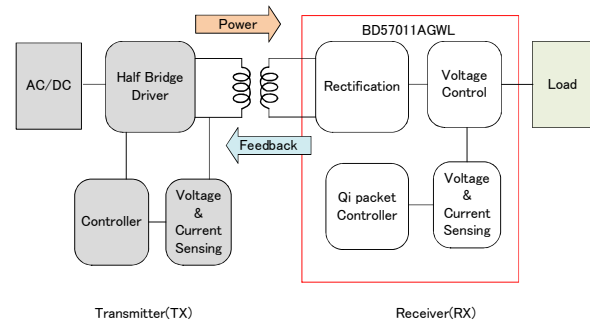 Power
BD57011AGWL
AC/DC
Half Bridge
Driver
Rectification
Voltage
Control
Load
Feedback
Controller
Voltage
&
Current
Sensing
Qi packet
Controller
Voltage
&
Current
Sensing
Transmitter(TX)
Receiver(RX)